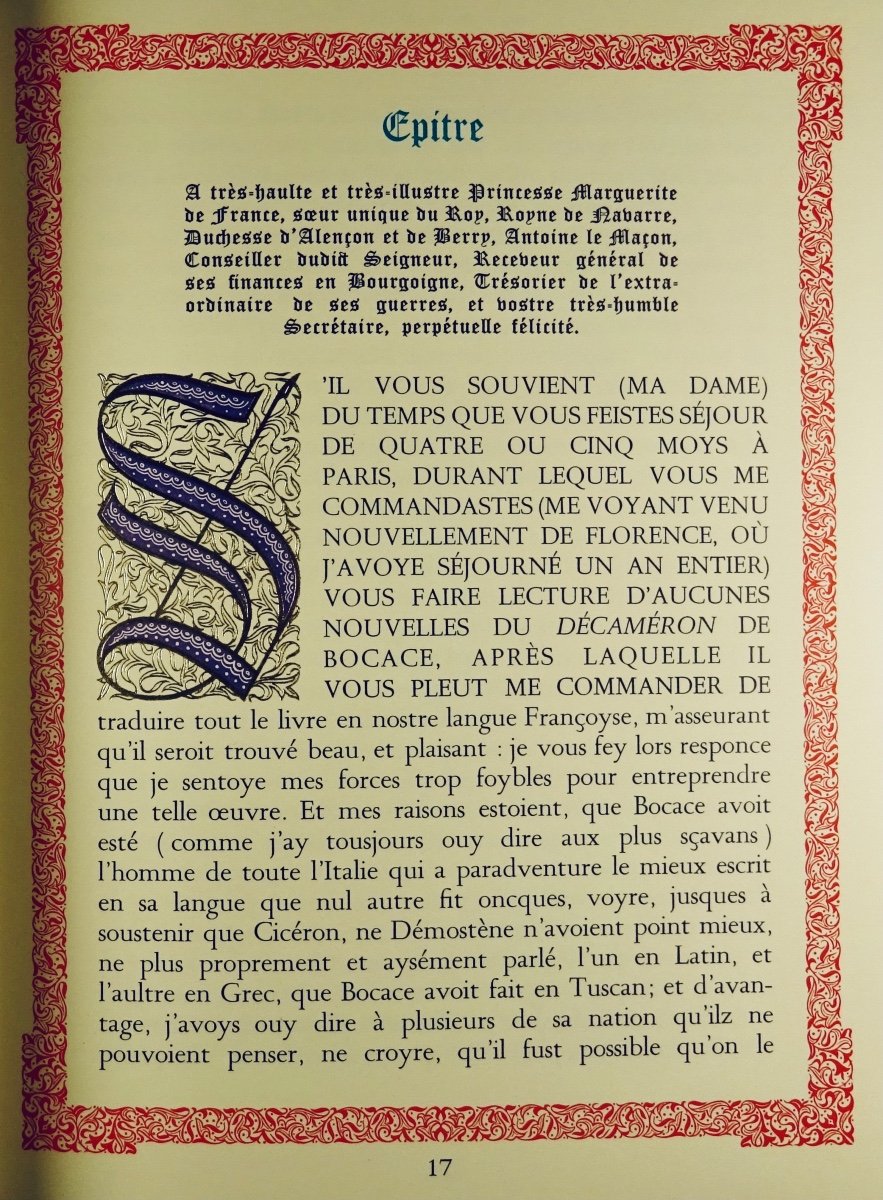 Epitre
A très-haulte et très-illustre Princesse Marguerite
de France, sœur unique du Roy, Royne de Navarre,
Duchesse d'Alençon et de Berry, Antoine le Maçon,
Conseiller dudict Seigneur, Receveur général de
ses finances en Bourgoigne, Trésorier de l'extra-
ordinaire de ses guerres, et vostre très-humble
Secrétaire, perpétuelle félicité.
S'IL VOUS SOUVIENT (MA DAME)
DU TEMPS QUE VOUS FEISTES SÉJOUR
DE QUATRE OU CINQ MOYS À
PARIS, DURANT LEQUEL VOUS ME
COMMANDASTES (ME VOYANT VENU
NOUVELLEMENT DE FLORENCE, OÙ
J'AVOYE SÉJOURNÉ UN AN ENTIER)
VOUS FAIRE LECTURE D'AUCUNES
NOUVELLES DU DÉCAMÉRON DE
BOCACE, APRÈS LAQUELLE IL
VOUS PLEUT ME COMMANDER DE
traduire tout le livre en nostre langue Françoyse, m'asseurant
qu'il seroit trouvé beau, et plaisant : je vous fey lors responce
que je sentoye mes forces trop foybles pour entreprendre
une telle œuvre. Et mes raisons estoient, que Bocace avoit
esté ( comme j'ay tousjours ouy dire aux plus sçavans )
l'homme de toute l'Italie qui a paradventure le mieux escrit
en sa langue que nul autre fit oncques, voyre, jusques à
soustenir que Cicéron, ne Démostène n'avoient point mieux,
ne plus proprement et aysément parlé, l'un en Latin, et
l'aultre en Grec, que Bocace avoit fait en Tuscan; et d'avan-
tage, j'avoys ouy dire à plusieurs de sa nation qu'ilz ne
pouvoient penser, ne croyre, qu'il fust possible qu'on le
17